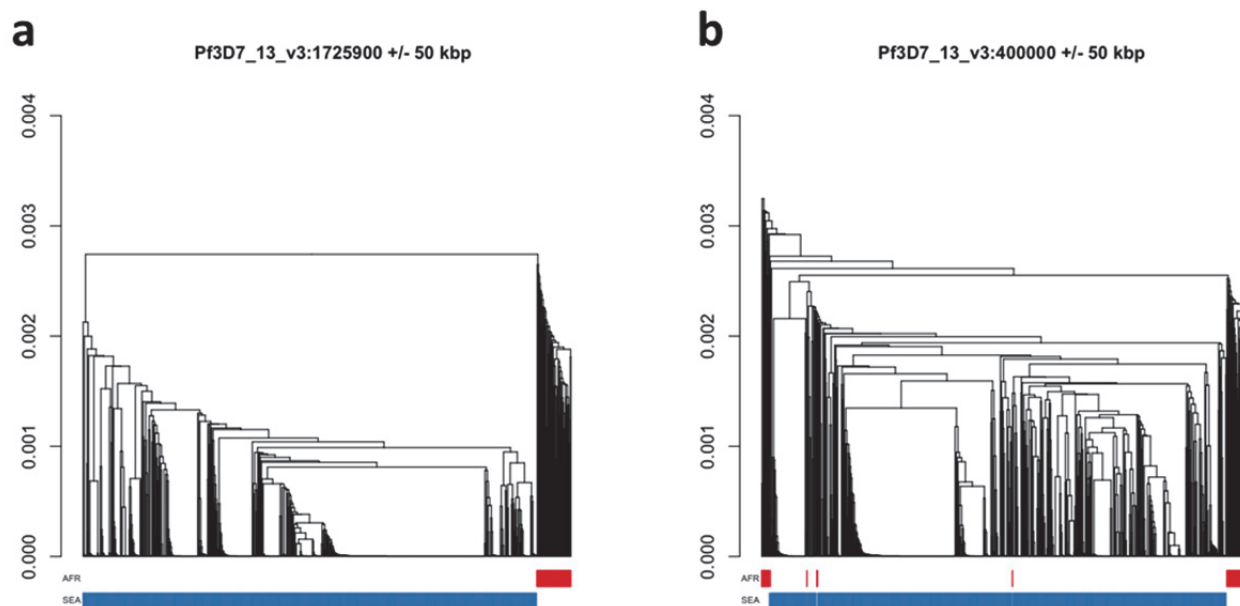 a
Pf3D7_13_v3:1725900 +/- 50 kbp
0.004
0.003
0.002
0.001
0.000
AFR
SEA
b
Pf3D7_13_v3:400000 +/- 50 kbp
0.004
0.003
0.002
0.001
0.000
AFR
SEA